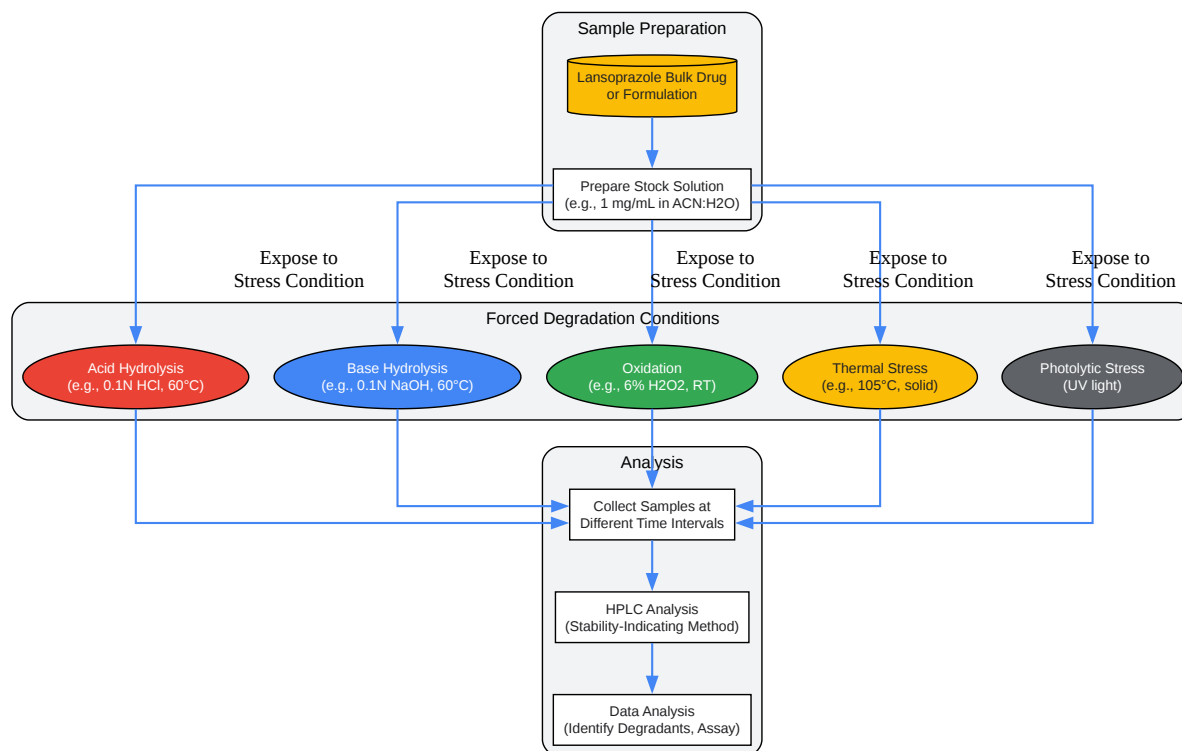 Sample Preparation
Lansoprazole Bulk Drug
or Formulation
Prepare Stock Solution
(e.g., 1 mg/mL in ACN:H2O)
Expose to
Stress Condition
Expose to
Stress Condition
Expose to
Stress Condition
Expose to
Stress Condition
Expose to
Stress Condition
Forced Degradation Conditions
Acid Hydrolysis
(e.g., 0.1N HCl, 60°C)
Base Hydrolysis
(e.g., 0.1N NaOH, 60°C)
Oxidation
(e.g., 6% H2O2, RT)
Thermal Stress
(e.g., 105°C, solid)
Photolytic Stress
(UV light)
Analysis
Collect Samples at
Different Time Intervals
HPLC Analysis
(Stability-Indicating Method)
Data Analysis
(Identify Degradants, Assay)